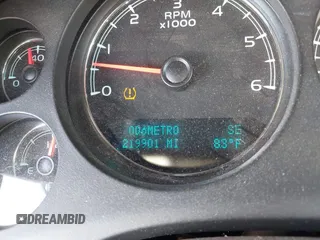 RPM
x1000
0 1 2 3 4 5 6
ODOMETRO SE
219901 MI 83°F
DREAMBID